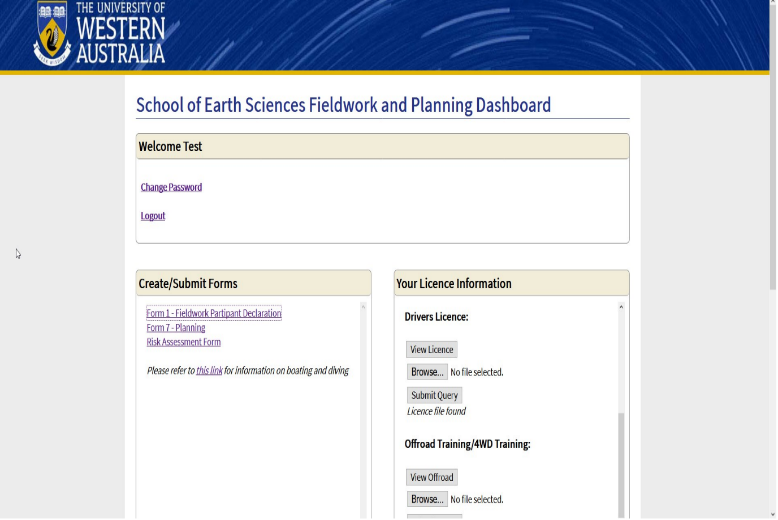 THE UNIVERSITY OF
WESTERN
AUSTRALIA
School of Earth Sciences Fieldwork and Planning Dashboard
Welcome Test
Change Password
Logout
Create/Submit Forms
Form 1 - Fieldwork Partipant Declaration
Form 7 - Planning
Risk Assessment Form
Please refer to this link for information on boating and diving
Your Licence Information
Drivers Licence:
View Licence
Browse... No file selected.
Submit Query
Licence file found
Offroad Training/4WD Training:
View Offroad
Browse... No file selected.